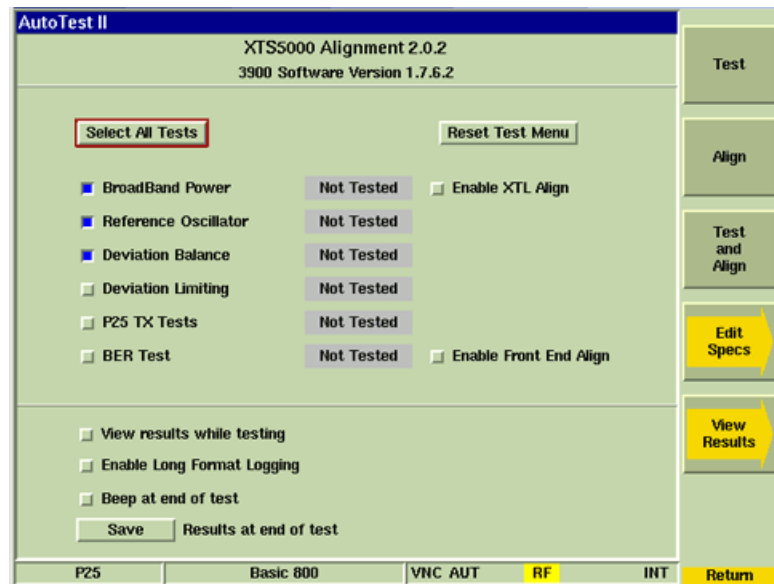 AutoTest II
XTS5000 Alignment 2.0.2
3900 Software Version 1.7.6.2
Select All Tests
Reset Test Menu
BroadBand Power
Not Tested
Enable XTL Align
Reference Oscillator
Not Tested
Deviation Balance
Not Tested
Deviation Limiting
Not Tested
P25 TX Tests
Not Tested
BER Test
Not Tested
Enable Front End Align
View results while testing
Enable Long Format Logging
Beep at end of test
Save
Results at end of test
P25
Basic 800
VNC AUT
RF
INT
Test
Align
Test
and
Align
Edit
Specs
View
Results
Return